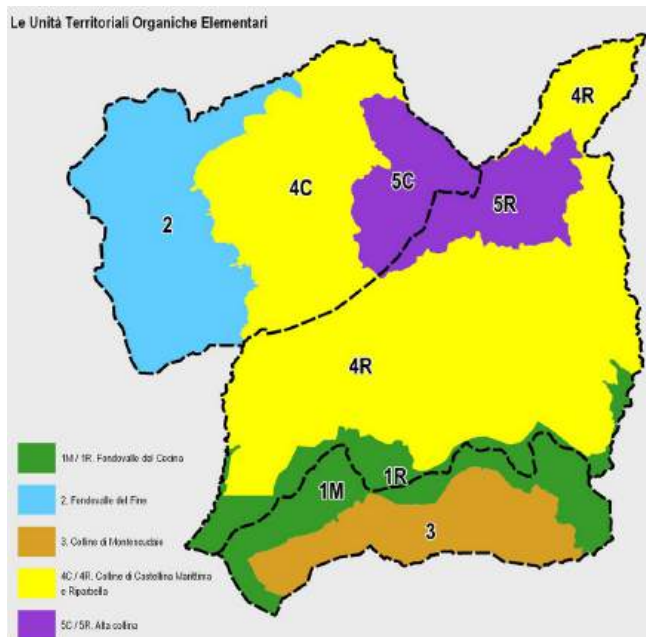 Le Unità Territoriali Organiche Elementari
4R
4C
5C
5R
2
4R
1R
1M
3
1M / 1R. Fondovalle del Cecina
2. Fondovalle del Fine
3. Colline di Montescudaio
4C / 4R. Colline di Castellina Marittima
e Riparbella
5C / 5R. Alta collina